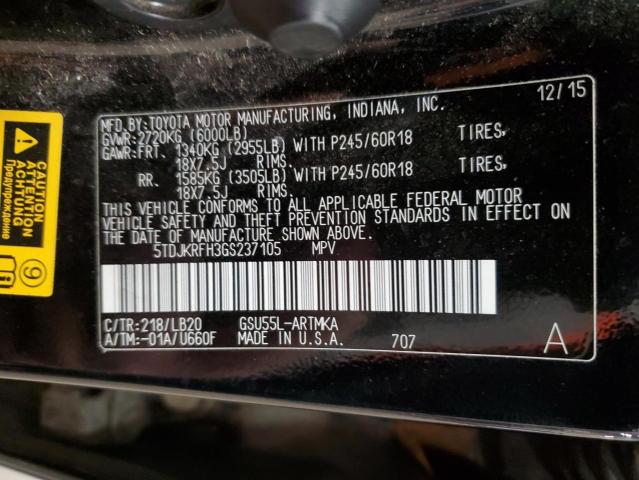 CAUTION
ATTENTION
ACHTUNG
Предупреждение
9
12/15
MFD.BY:TOYOTA MOTOR MANUFACTURING, INDIANA, INC.
GVWR:2720KG (6000LB)
GAWR:FRT. 1340KG (2955LB) WITH P245/60R18 TIRES,
18X7.5J RIMS.
RR. 1585KG (3505LB) WITH P245/60R18 TIRES,
18X7.5J RIMS.
THIS VEHICLE CONFORMS TO ALL APPLICABLE FEDERAL MOTOR
VEHICLE SAFETY AND THEFT PREVENTION STANDARDS IN EFFECT ON
THE DATE OF MANUFACTURE SHOWN ABOVE.
5TDJKRFH3GS237105 MPV
C/TR:218/LB20 GSU55L-ARTMKA
A/TM:-01A/U660F MADE IN U.S.A. 707 A